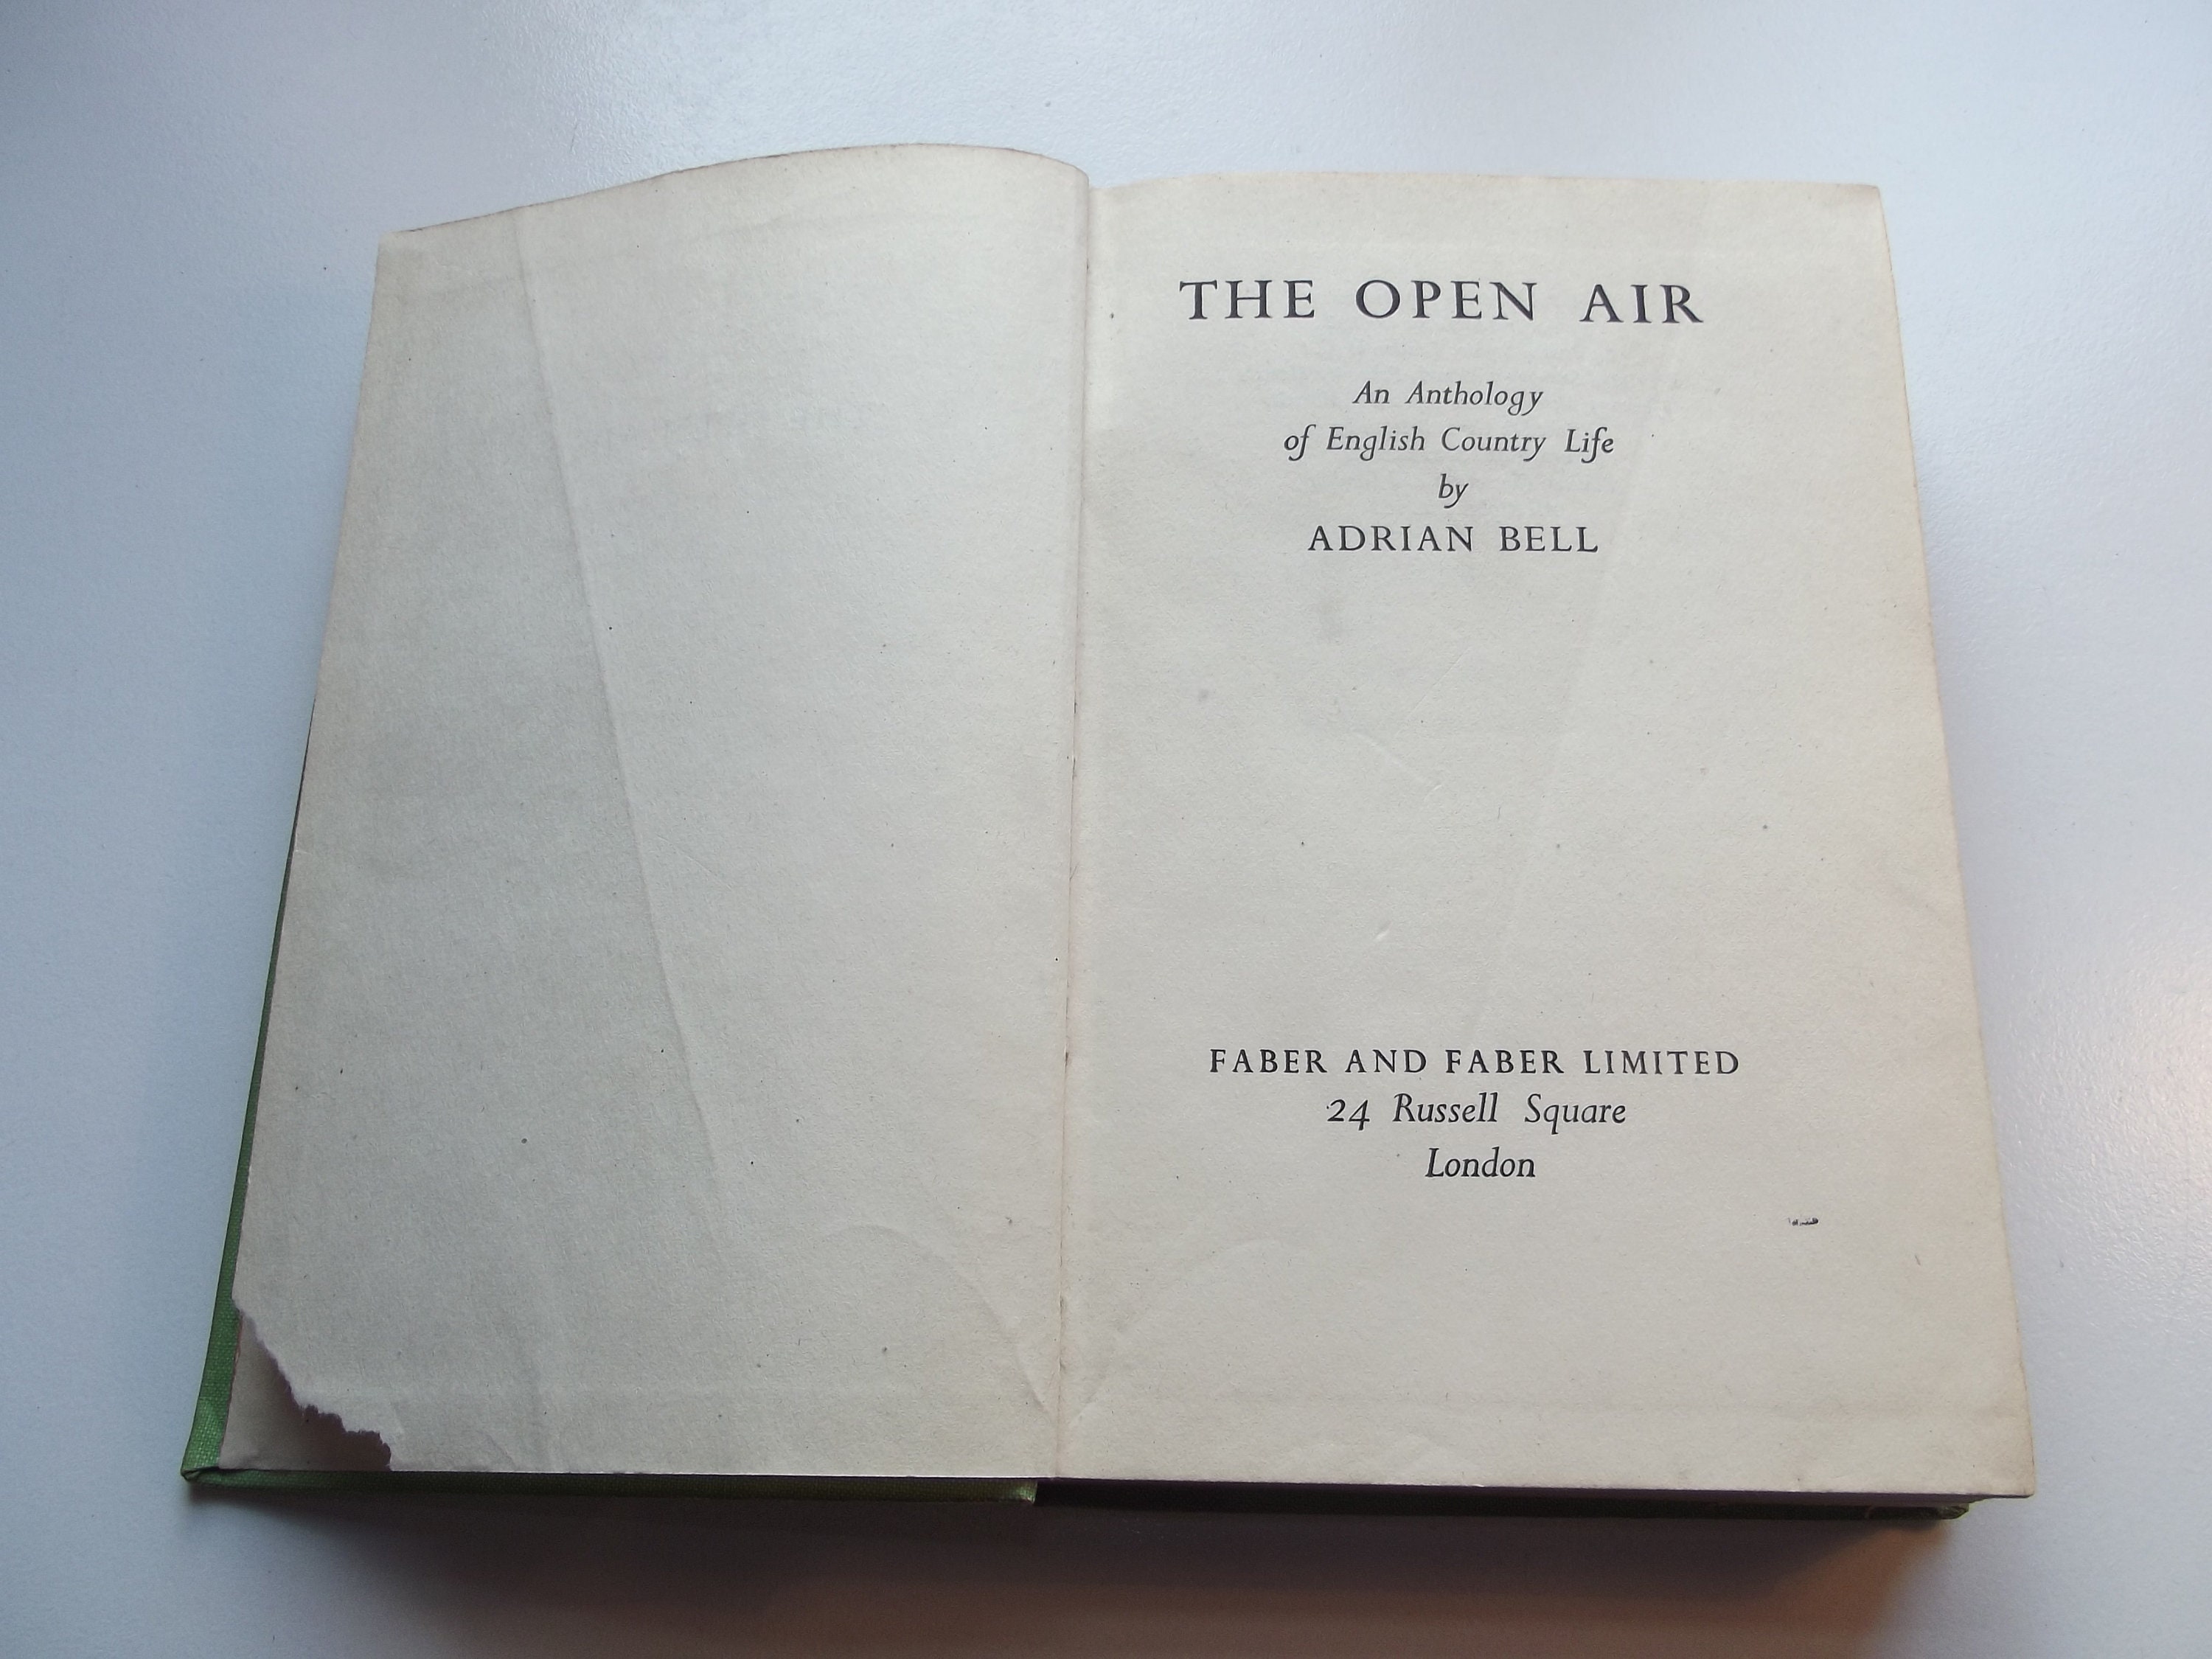 THE OPEN AIR
An Anthology
of English Country Life
by
ADRIAN BELL
FABER AND FABER LIMITED
24 Russell Square
London